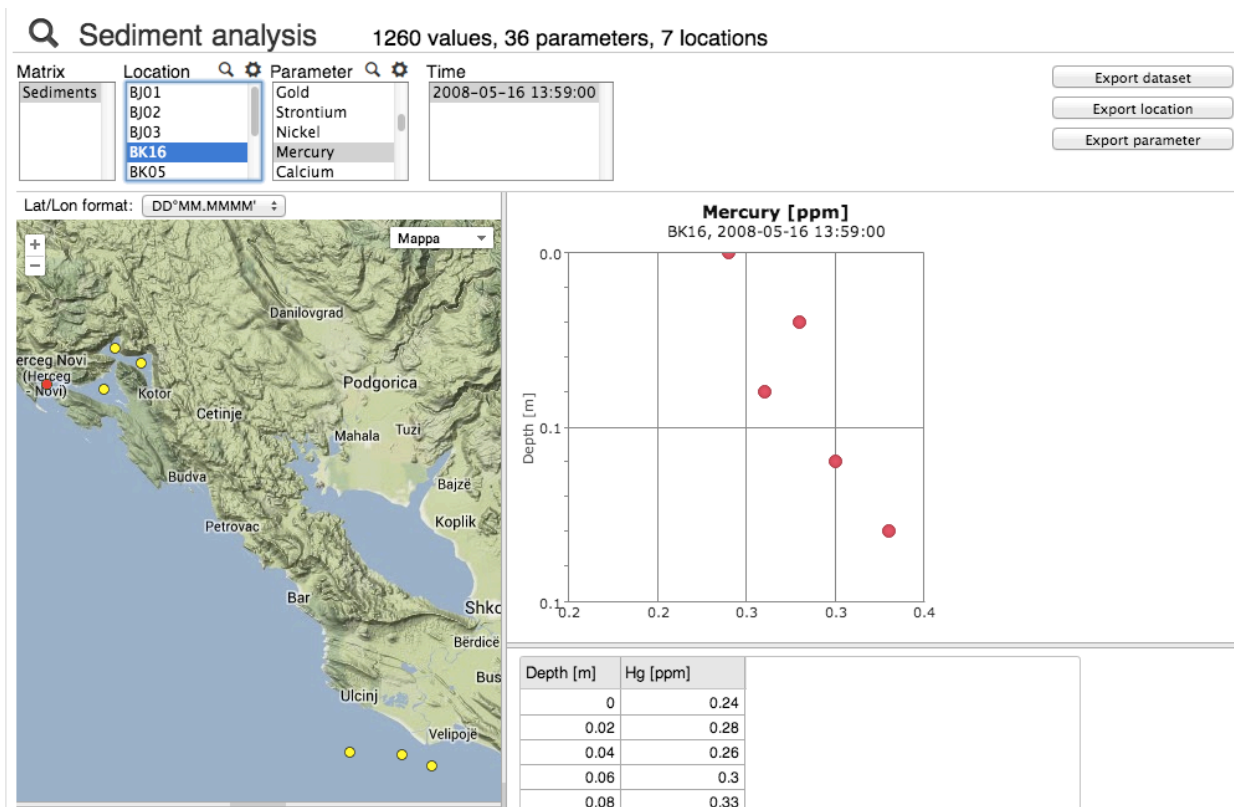 Sediment analysis 1260 values, 36 parameters, 7 locations
Matrix Location Parameter Time
Sediments
BJ01
BJ02
BJ03
BK16
BK05
Gold
Strontium
Nickel
Mercury
Calcium
2008-05-16 13:59:00
Export dataset
Export location
Export parameter
Lat/Lon format: DD°MM.MMMM'
+
−
Mappa
Danilovgrad
erceg Novi
(Herceg
- Novi)
Kotor
Podgorica
Cetinje
Mahala
Tuzi
Budva
Bajzë
Petrovac
Koplik
Bar
Shkc
Bërdicë
Bus
Ulcinj
Velipojë
Mercury [ppm]
BK16, 2008-05-16 13:59:00
0.0
Depth [m]
0.1
0.1
0.2 0.2 0.3 0.3 0.4
Depth [m] Hg [ppm]
0 0.24
0.02 0.28
0.04 0.26
0.06 0.3
0.08 0.33